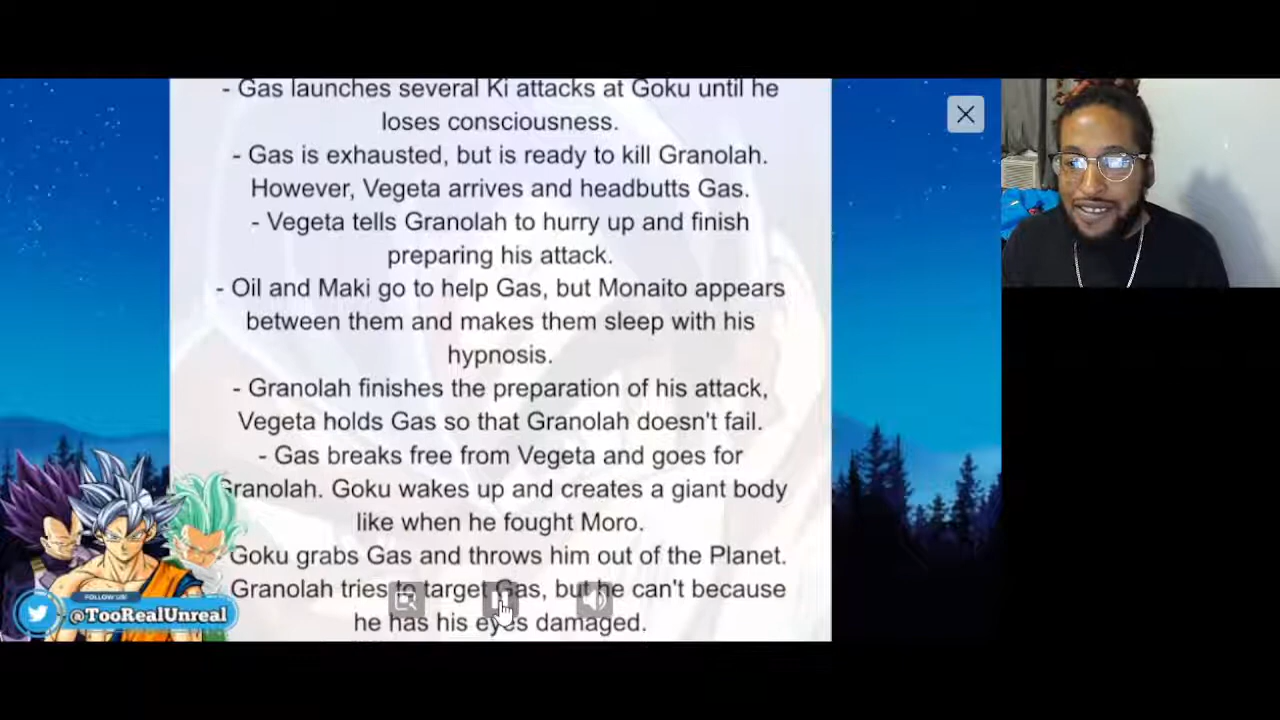 - Gas launches several Ki attacks at Goku until he
loses consciousness.
- Gas is exhausted, but is ready to kill Granolah.
However, Vegeta arrives and headbutts Gas.
- Vegeta tells Granolah to hurry up and finish
preparing his attack.
- Oil and Maki go to help Gas, but Monaito appears
between them and makes them sleep with his
hypnosis.
- Granolah finishes the preparation of his attack,
Vegeta holds Gas so that Granolah doesn't fail.
- Gas breaks free from Vegeta and goes for
Granolah. Goku wakes up and creates a giant body
like when he fought Moro.
Goku grabs Gas and throws him out of the Planet.
Granolah tries to target Gas, but he can't because
he has his eyes damaged.
FOLLOW US!
@TooRealUnreal